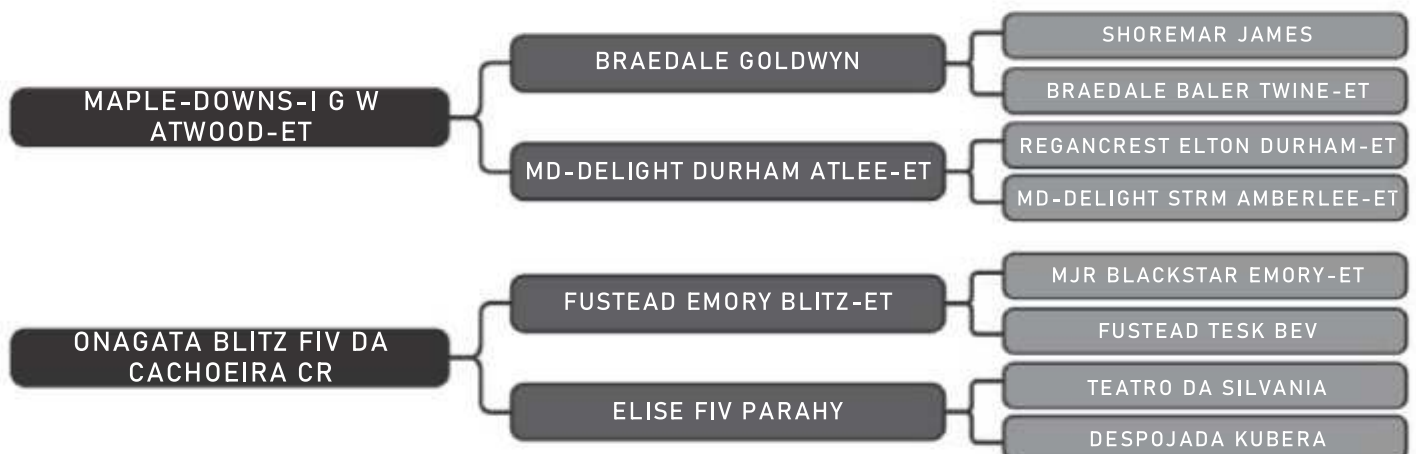 SHOREMAR JAMES
BRAEDALE GOLDWYN
BRAEDALE BALER TWINE-ET
MAPLE-DOWNS-I G W
ATWOOD-ET
REGANCREST ELTON DURHAM-ET
MD-DELIGHT DURHAM ATLEE-ET
MD-DELIGHT STRM AMBERLEE-ET
MJR BLACKSTAR EMORY-ET
FUSTEAD EMORY BLITZ-ET
FUSTEAD TESK BEV
ONAGATA BLITZ FIV DA
CACHOEIRA CR
TEATRO DA SILVANIA
ELISE FIV PARAHY
DESPOJADA KUBERA